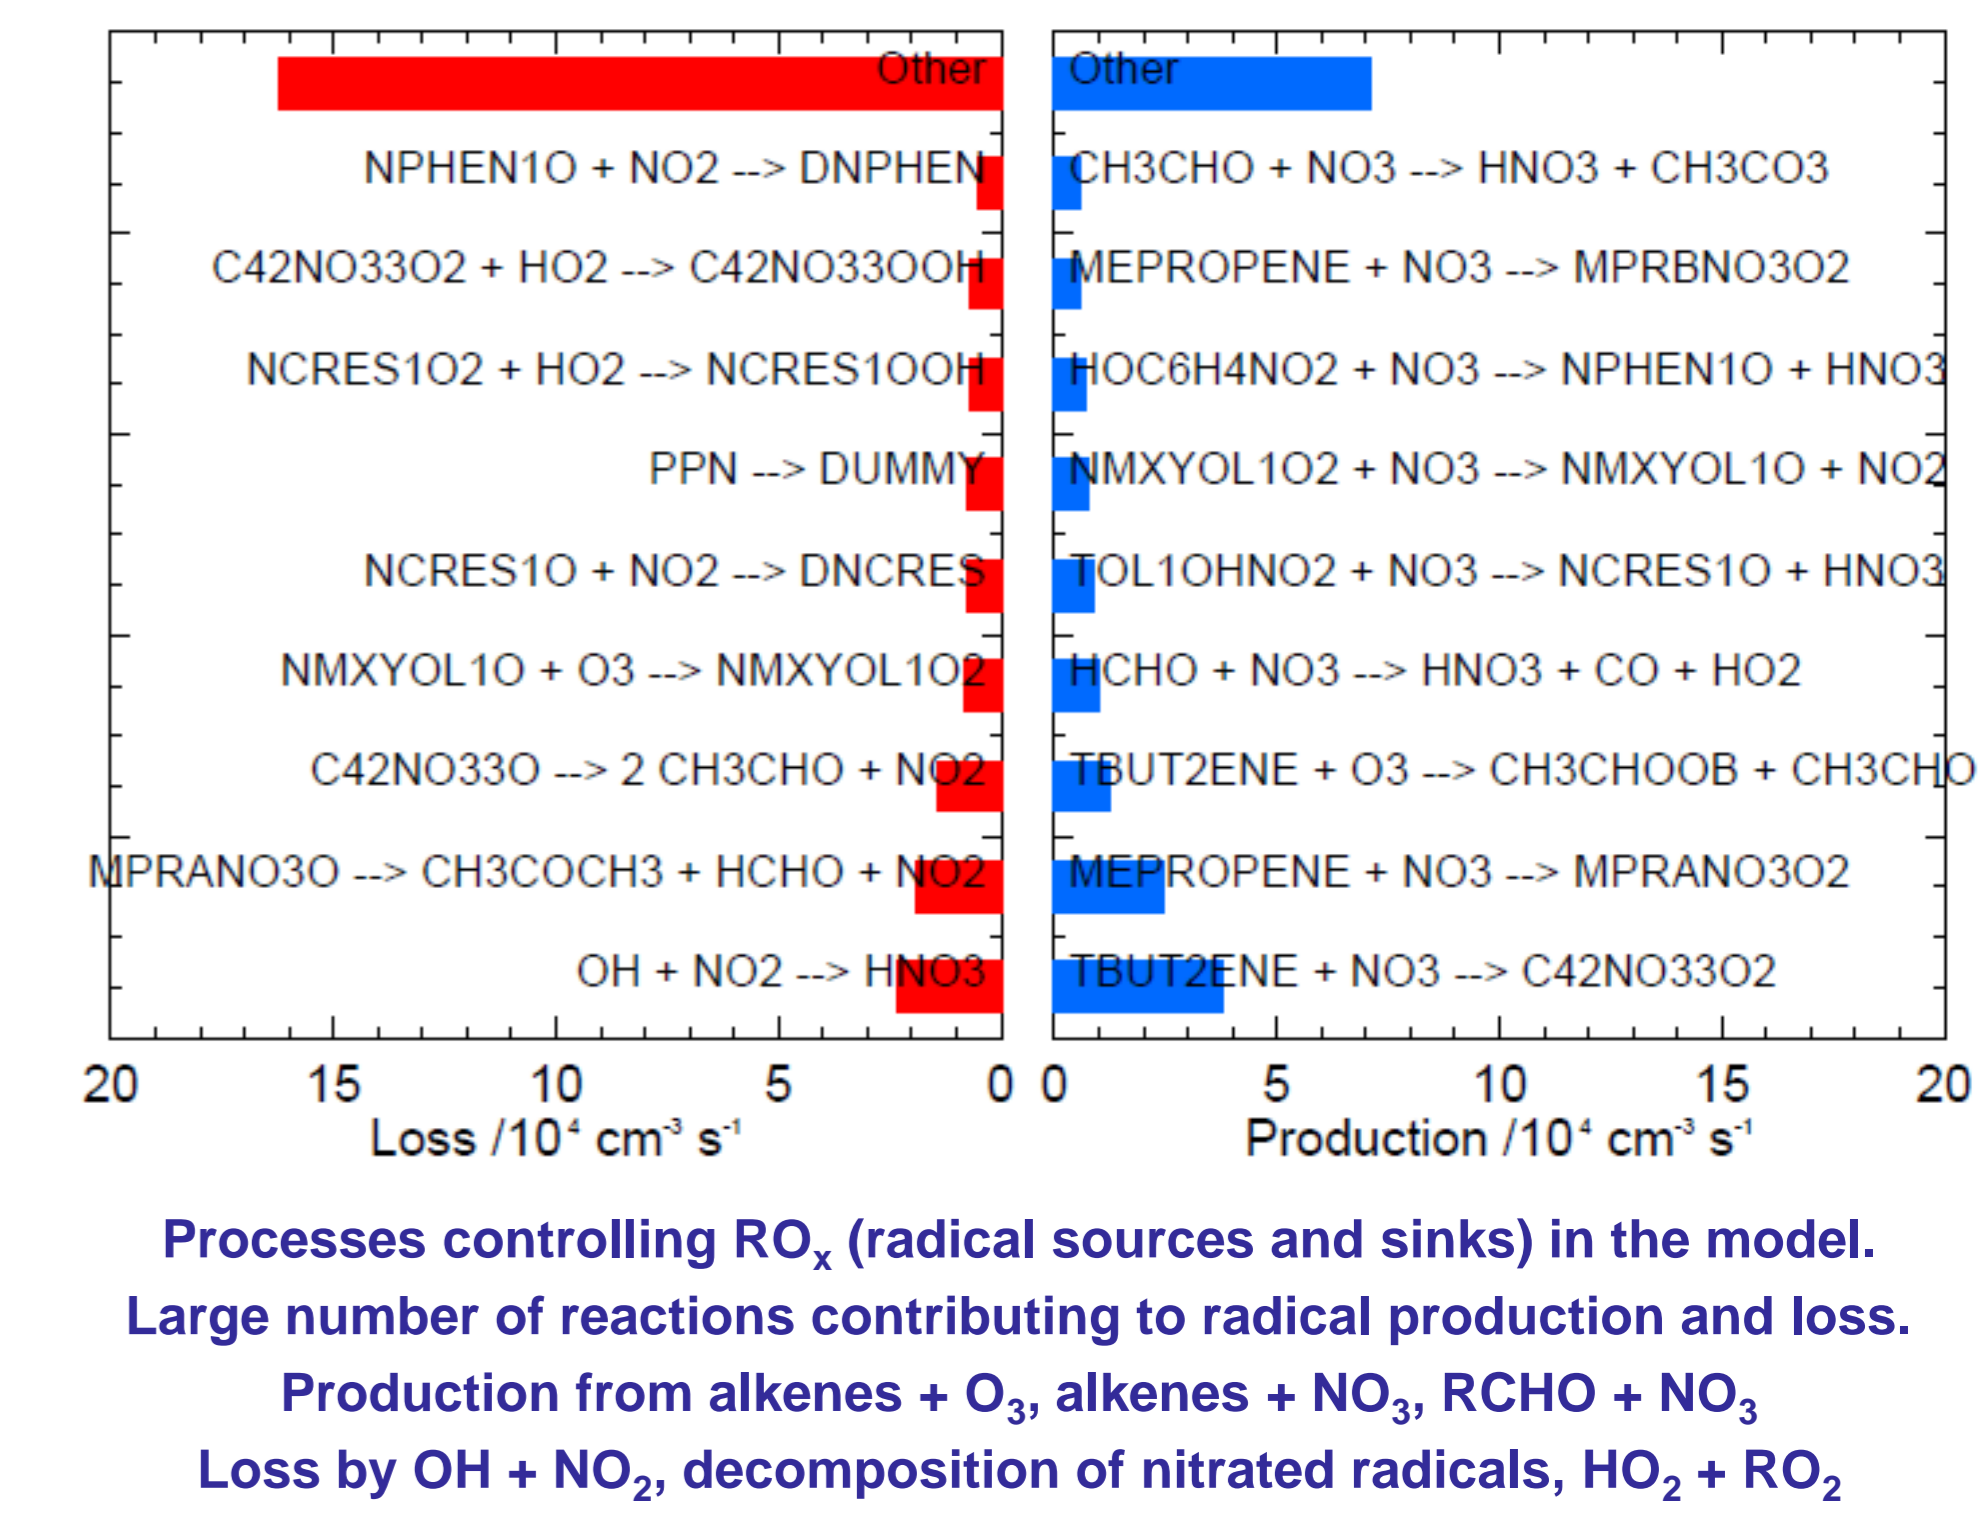 Other
NPHEN1O + NO2 --> DNPHEN
C42NO33O2 + HO2 --> C42NO33OOH
NCRES1O2 + HO2 --> NCRES1OOH
PPN --> DUMMY
NCRES1O + NO2 --> DNCRES
NMXYOL1O + O3 --> NMXYOL1O2
C42NO33O --> 2 CH3CHO + NO2
MPRANO3O --> CH3COCH3 + HCHO + NO2
OH + NO2 --> HNO3
20 15 10 5 0
Loss /10⁴ cm⁻³ s⁻¹
Other
CH3CHO + NO3 --> HNO3 + CH3CO3
MEPROPENE + NO3 --> MPRBNO3O2
HOC6H4NO2 + NO3 --> NPHEN1O + HNO3
NMXYOL1O2 + NO3 --> NMXYOL1O + NO2
TOL1OHNO2 + NO3 --> NCRES1O + HNO3
HCHO + NO3 --> HNO3 + CO + HO2
TBUT2ENE + O3 --> CH3CHOOB + CH3CHO
MEPROPENE + NO3 --> MPRANO3O2
TBUT2ENE + NO3 --> C42NO33O2
0 5 10 15 20
Production /10⁴ cm⁻³ s⁻¹
Processes controlling ROₓ (radical sources and sinks) in the model.
Large number of reactions contributing to radical production and loss.
Production from alkenes + O₃, alkenes + NO₃, RCHO + NO₃
Loss by OH + NO₂, decomposition of nitrated radicals, HO₂ + RO₂